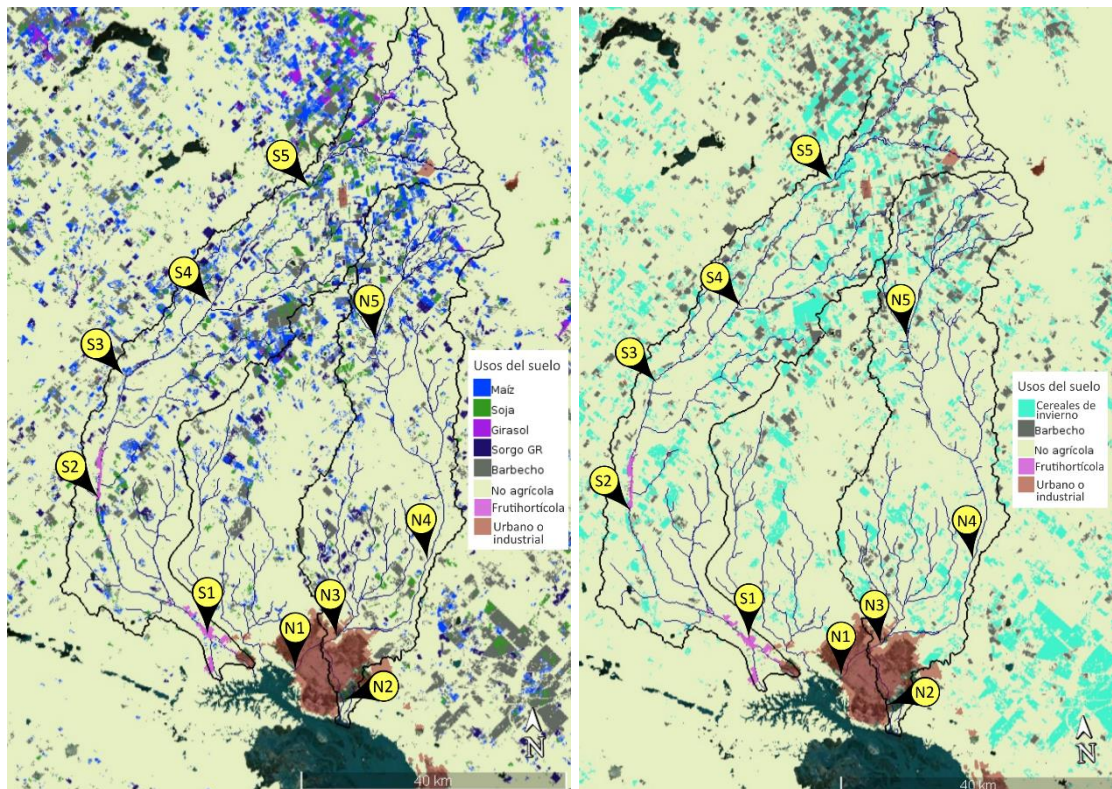 S5
S4
N5
S3
S2
N4
S1
N3
N1
N2
Usos del suelo
Maíz
Soja
Girasol
Sorgo GR
Barbecho
No agrícola
Frutihortícola
Urbano o
industrial
N
40 km
S5
S4
N5
S3
S2
N4
S1
N3
N1
N2
Usos del suelo
Cereales de
invierno
Barbecho
No agrícola
Frutihortícola
Urbano o
industrial
N
40 km